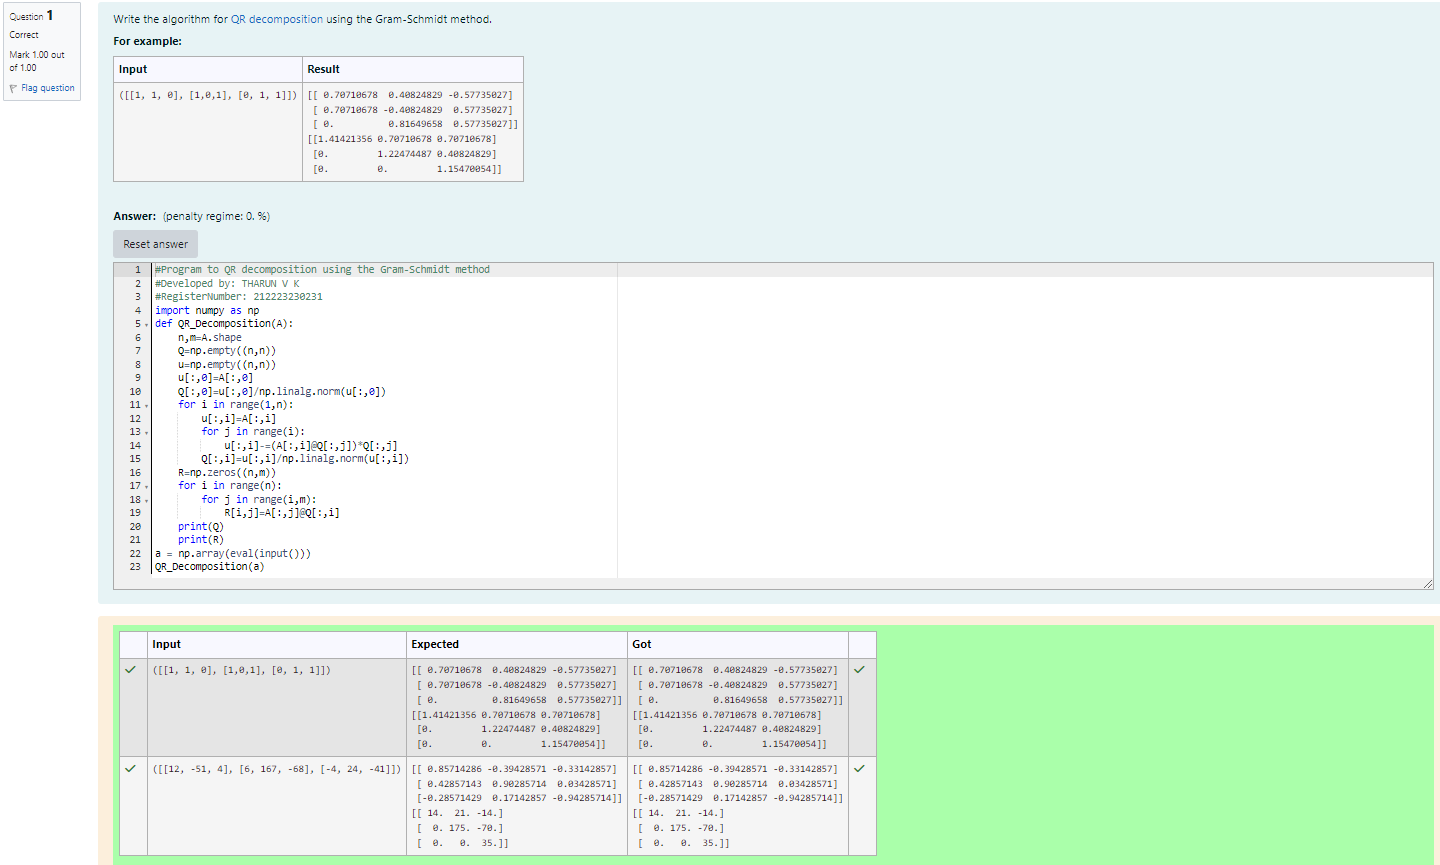 Question 1
Correct
Mark 1.00 out
of 1.00
Flag question
Write the algorithm for QR decomposition using the Gram-Schmidt method.
For example:
Input Result
([[1, 1, 0], [1,0,1], [0, 1, 1]]) [[ 0.70710678  0.40824829 -0.57735027]
[ 0.70710678 -0.40824829  0.57735027]
[ 0.          0.81649658  0.57735027]]
[[1.41421356 0.70710678 0.70710678]
[0.         1.22474487 0.40824829]
[0.         0.         1.15470054]]
Answer: (penalty regime: 0. %)
Reset answer
1 #Program to QR decomposition using the Gram-Schmidt method
2 #Developed by: THARUN V K
3 #RegisterNumber: 212223230231
4 import numpy as np
5 def QR_Decomposition(A):
6     n,m=A.shape
7     Q=np.empty((n,n))
8     u=np.empty((n,n))
9     u[:,0]=A[:,0]
10     Q[:,0]=u[:,0]/np.linalg.norm(u[:,0])
11     for i in range(1,n):
12         u[:,i]=A[:,i]
13         for j in range(i):
14             u[:,i]-=(A[:,i]@Q[:,j])*Q[:,j]
15         Q[:,i]=u[:,i]/np.linalg.norm(u[:,i])
16     R=np.zeros((n,m))
17     for i in range(n):
18         for j in range(i,m):
19             R[i,j]=A[:,j]@Q[:,i]
20     print(Q)
21     print(R)
22 a = np.array(eval(input()))
23 QR_Decomposition(a)
Input Expected Got
([[1, 1, 0], [1,0,1], [0, 1, 1]]) [[ 0.70710678  0.40824829 -0.57735027] [[ 0.70710678  0.40824829 -0.57735027]
[ 0.70710678 -0.40824829  0.57735027] [ 0.70710678 -0.40824829  0.57735027]
[ 0.          0.81649658  0.57735027]] [ 0.          0.81649658  0.57735027]]
[[1.41421356 0.70710678 0.70710678] [[1.41421356 0.70710678 0.70710678]
[0.         1.22474487 0.40824829] [0.         1.22474487 0.40824829]
[0.         0.         1.15470054]] [0.         0.         1.15470054]]
([[12, -51, 4], [6, 167, -68], [-4, 24, -41]]) [[ 0.85714286 -0.39428571 -0.33142857] [[ 0.85714286 -0.39428571 -0.33142857]
[ 0.42857143  0.90285714  0.03428571] [ 0.42857143  0.90285714  0.03428571]
[-0.28571429  0.17142857 -0.94285714]] [-0.28571429  0.17142857 -0.94285714]]
[[ 14.  21. -14.] [[ 14.  21. -14.]
[  0. 175. -70.] [  0. 175. -70.]
[  0.   0.  35.]] [  0.   0.  35.]]